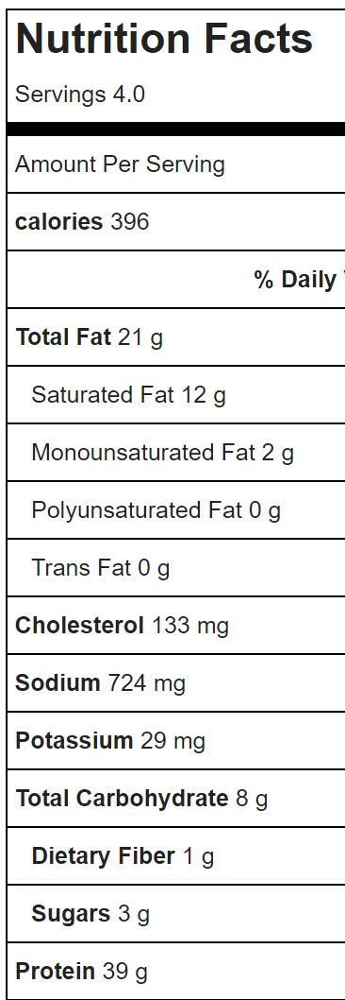 Nutrition Facts
Servings 4.0
Amount Per Serving
calories 396
% Daily
Total Fat 21 g
Saturated Fat 12 g
Monounsaturated Fat 2 g
Polyunsaturated Fat 0 g
Trans Fat 0 g
Cholesterol 133 mg
Sodium 724 mg
Potassium 29 mg
Total Carbohydrate 8 g
Dietary Fiber 1 g
Sugars 3 g
Protein 39 g